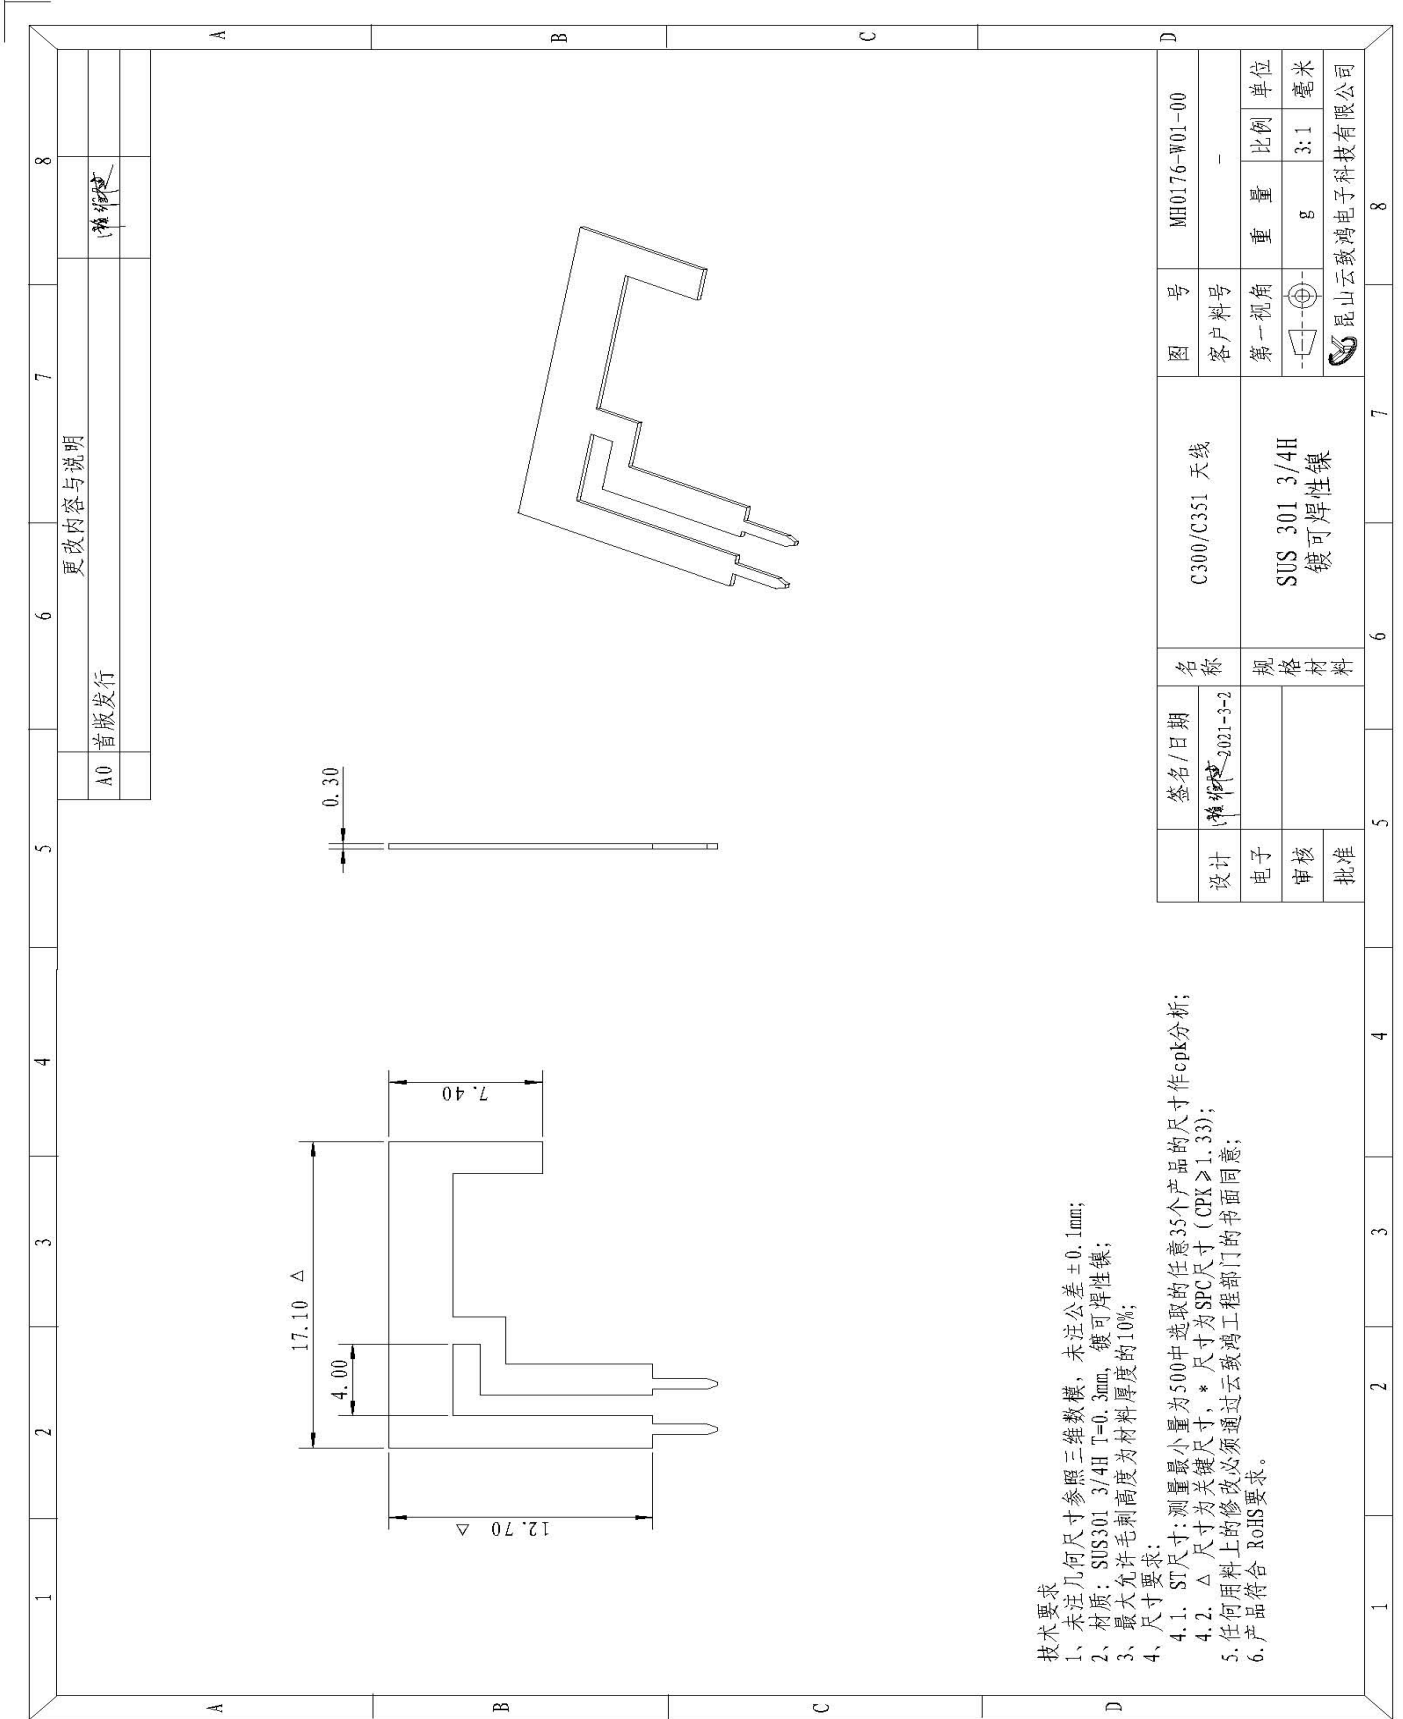 1 2 3 4 5 6 7 8
A
B
C
D
更改内容与说明
A0 首版发行
17.10 △
4.00
7.40
12.70 △
0.30
技术要求
1、未注几何尺寸参照三维数模，未注公差±0.1mm;
2、材质: SUS301 3/4H T=0.3mm, 镀可焊性镍;
3、最大允许毛刺高度为材料厚度的10%;
4、尺寸要求:
4.1. ST尺寸:测量最小量为500中选取的任意35个产品的尺寸作cpk分析;
4.2. △ 尺寸为关键尺寸, * 尺寸为SPC尺寸 (CPK≥1.33);
5.任何用料上的修改必须通过云致鸿工程部门的书面同意;
6.产品符合 RoHS要求。
签名/日期
设计 2021-3-2
电子
审核
批准
名称
C300/C351 天线
规格材料
SUS 301 3/4H
镀可焊性镍
图 号 MH0176-W01-00
客户料号 -
第一视角 重 量 比例 单位
g 3:1 毫米
昆山云致鸿电子科技有限公司
A
B
C
D
1 2 3 4 5 6 7 8